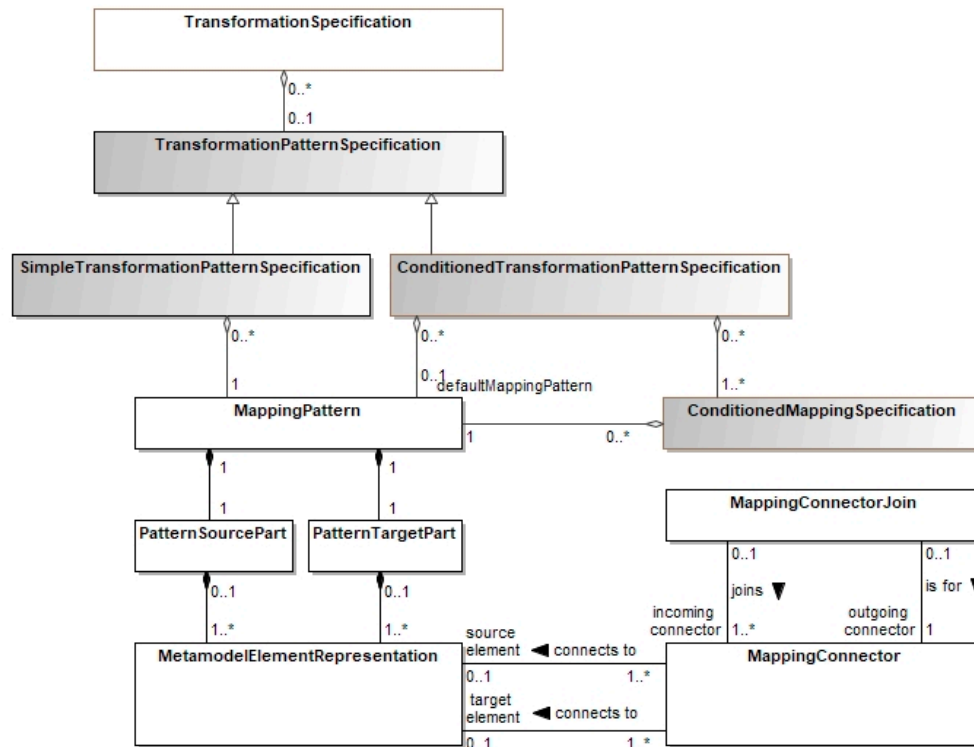 TransformationSpecification
0..*
0..1
TransformationPatternSpecification
SimpleTransformationPatternSpecification
ConditionedTransformationPatternSpecification
0..*
0..*
0..*
1
0..1
defaultMappingPattern
1..*
MappingPattern
ConditionedMappingSpecification
1
0..*
1
1
1
1
PatternSourcePart
PatternTargetPart
MappingConnectorJoin
0..1
0..1
joins ▼
is for ▼
0..1
0..1
incoming
connector
outgoing
connector
1..*
1
1..*
1..*
MetamodelElementRepresentation
source
element
◄ connects to
MappingConnector
0..1
1..*
target
element
◄ connects to
0..1
1..*